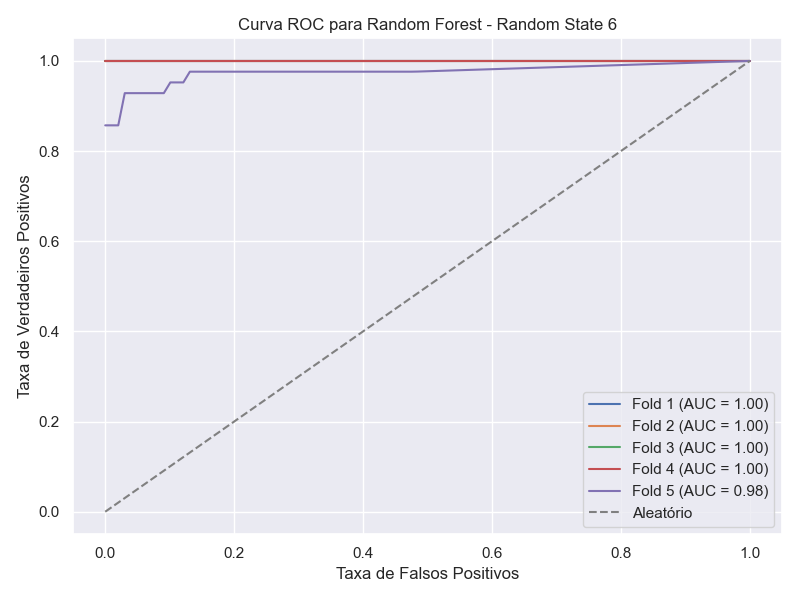 Curva ROC para Random Forest - Random State 6
Taxa de Verdadeiros Positivos
1.0
0.8
0.6
0.4
0.2
0.0
0.0 0.2 0.4 0.6 0.8 1.0
Taxa de Falsos Positivos
Fold 1 (AUC = 1.00)
Fold 2 (AUC = 1.00)
Fold 3 (AUC = 1.00)
Fold 4 (AUC = 1.00)
Fold 5 (AUC = 0.98)
Aleatório